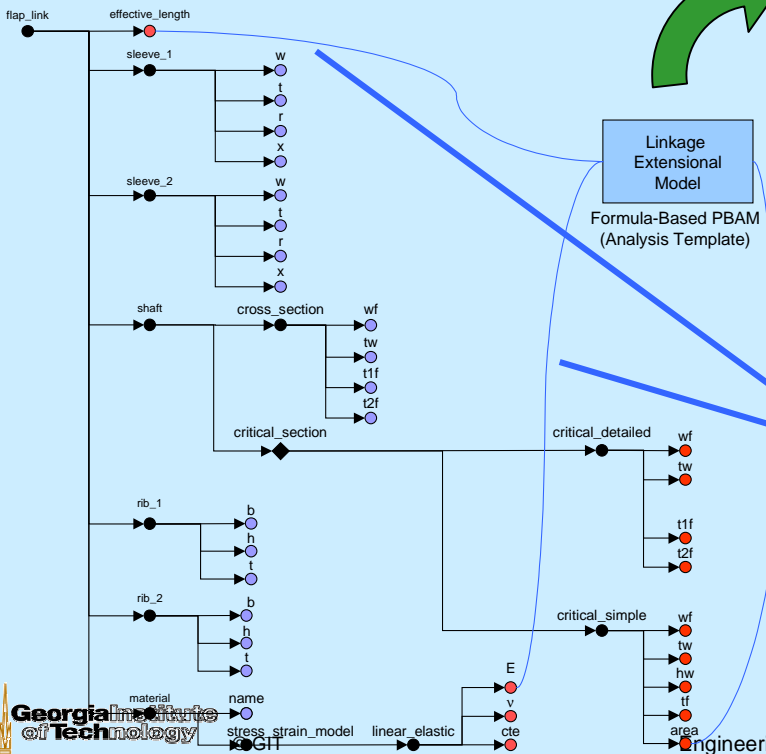 flap_link
effective_length
sleeve_1
w
t
r
x
sleeve_2
w
t
r
x
shaft
cross_section
wf
tw
t1f
t2f
critical_section
critical_detailed
wf
tw
t1f
t2f
rib_1
b
h
t
rib_2
b
h
t
critical_simple
wf
tw
hw
tf
area
material
name
stress_strain_model
linear_elastic
E
ν
cte
Linkage
Extensional
Model
Formula-Based PBAM
(Analysis Template)
Georgia Institute
of Technology
GIT
Engineer